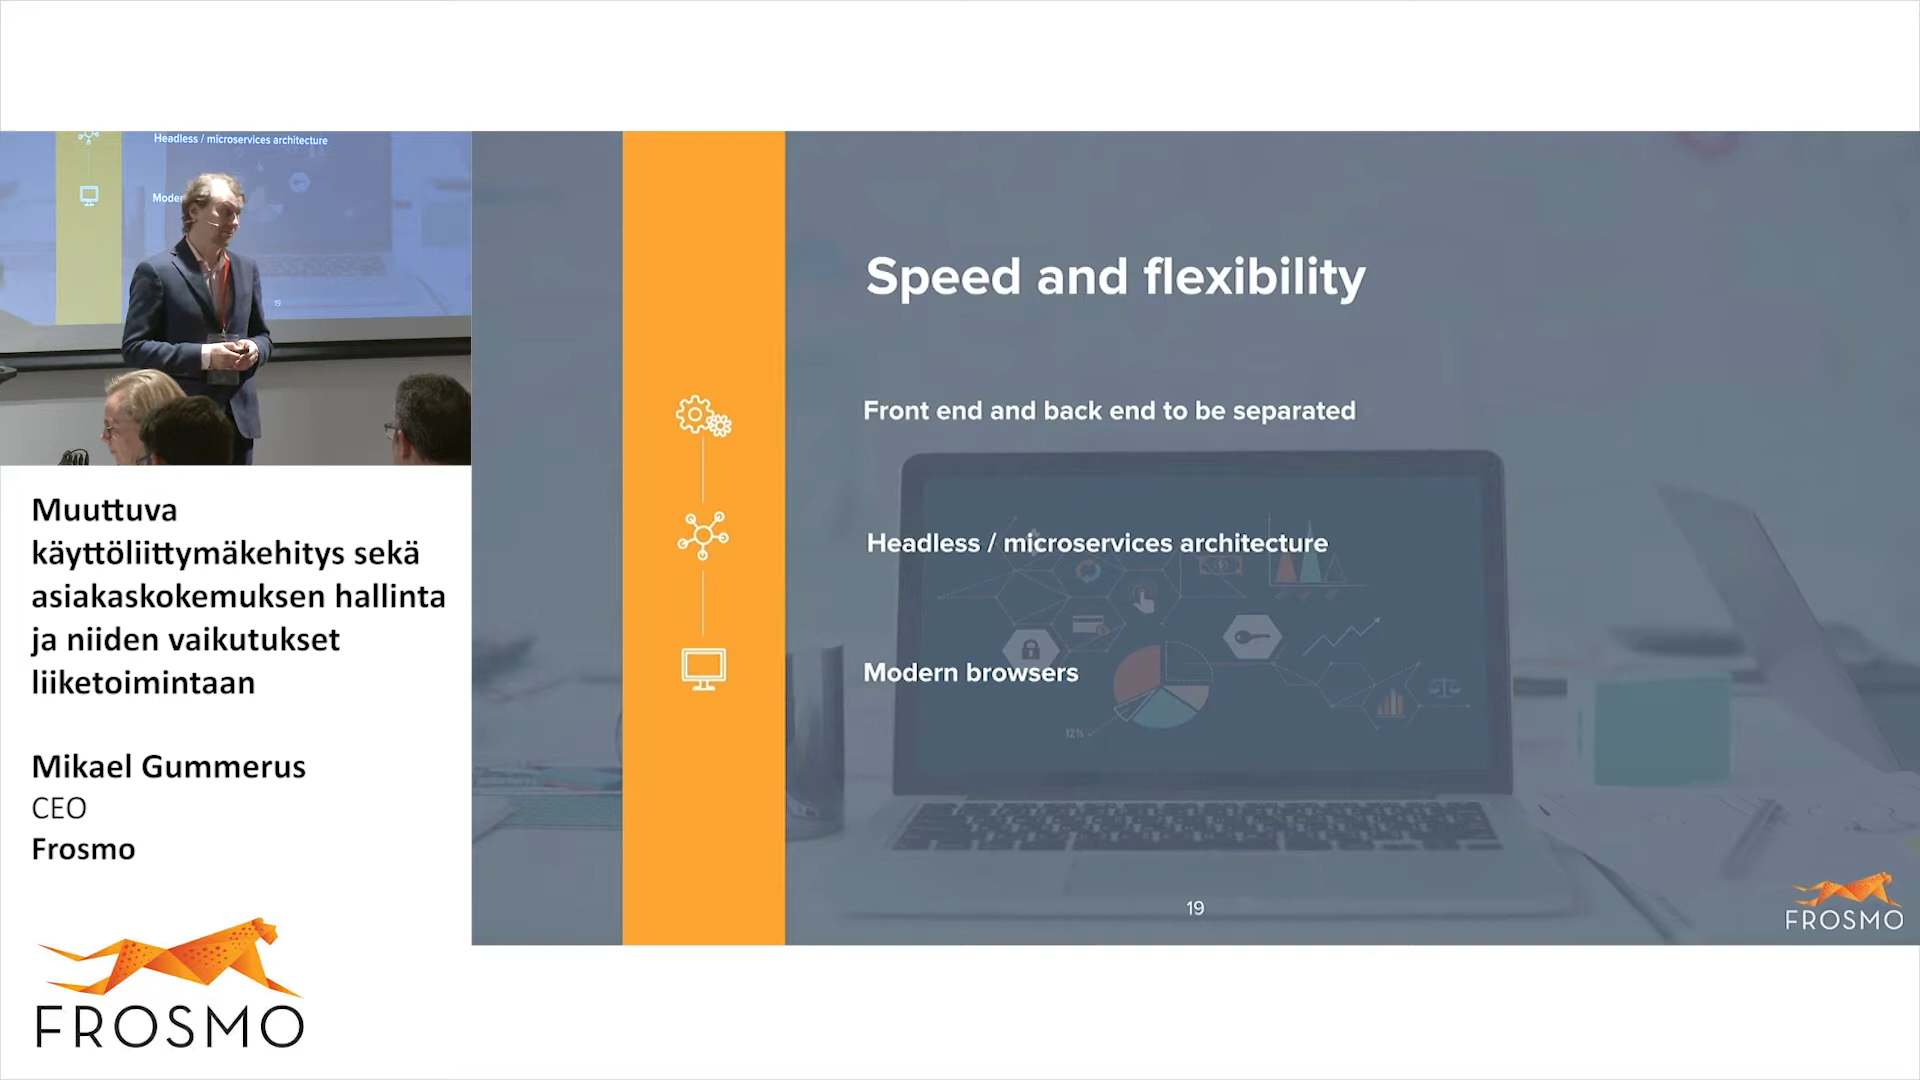 Headless / microservices architecture
19
Muuttuva
käyttöliittymäkehitys sekä
asiakaskokemuksen hallinta
ja niiden vaikutukset
liiketoimintaan
Mikael Gummerus
CEO
Frosmo
FROSMO
Speed and flexibility
Front end and back end to be separated
Headless / microservices architecture
Modern browsers
12%
19
FROSMO